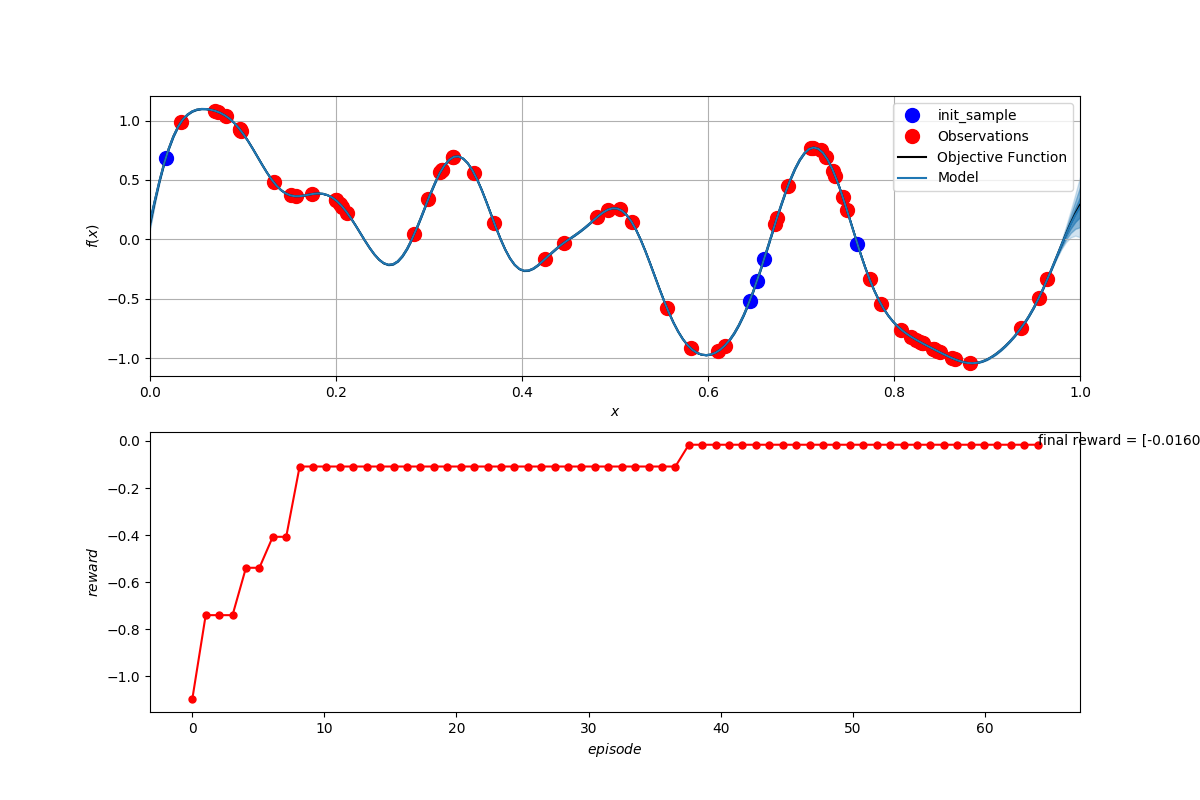 1.0
0.5
0.0
−0.5
−1.0
f(x)
init_sample
Observations
Objective Function
Model
0.0 0.2 0.4 0.6 0.8 1.0
x
0.0
−0.2
−0.4
−0.6
−0.8
−1.0
reward
final reward = [-0.0160
0 10 20 30 40 50 60
episode